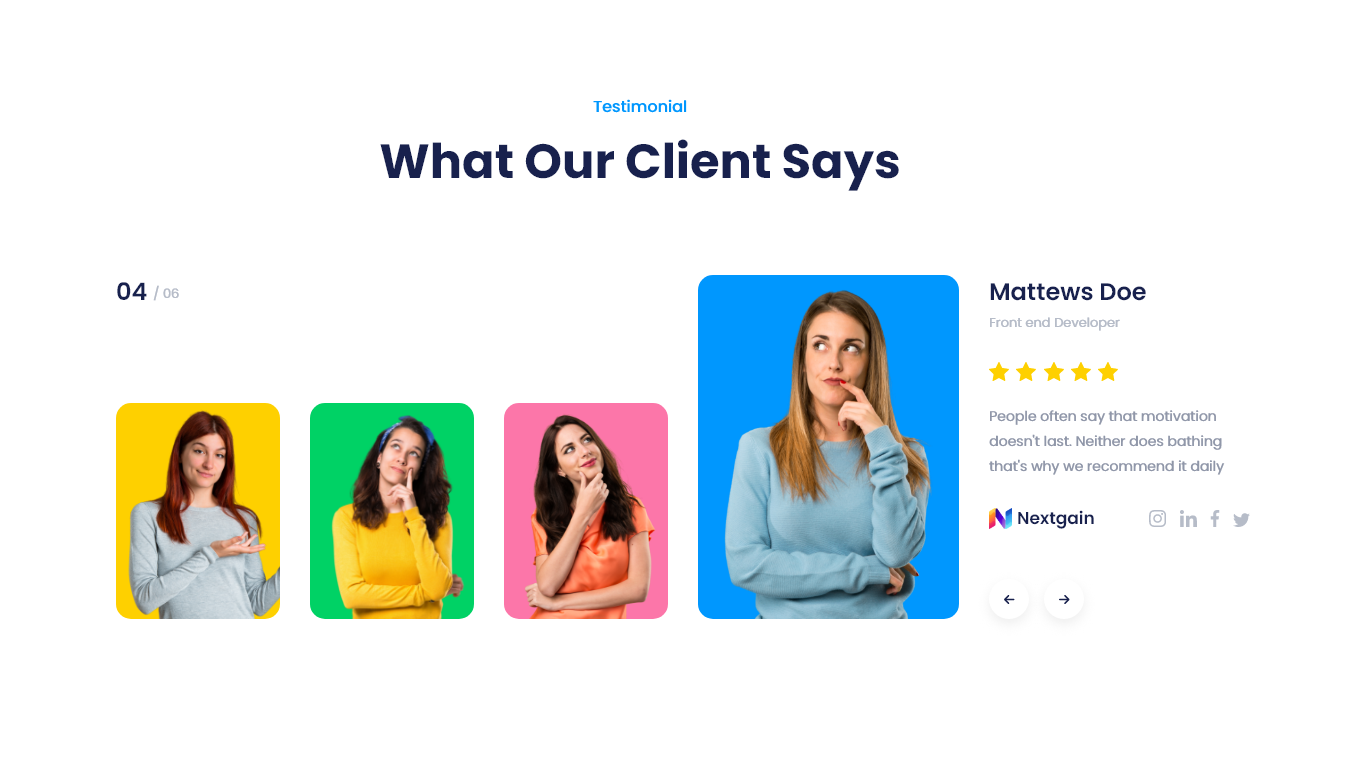 Testimonial
What Our Client Says
04 / 06
Mattews Doe
Front end Developer
People often say that motivation
doesn't last. Neither does bathing
that's why we recommend it daily
Nextgain